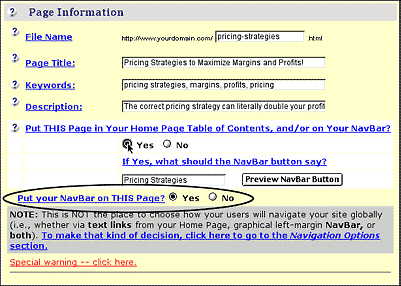 ? Page Information
? File Name http://www.yourdomain.com/ pricing-strategies .html
? Page Title: Pricing Strategies to Maximize Margins and Profits!
? Keywords: pricing strategies, margins, profits, pricing
? Description: The correct pricing strategy can literally double your profit
? Put THIS Page in Your Home Page Table of Contents, and/or on Your NavBar?
Yes No
If Yes, what should the NavBar button say?
Pricing Strategies Preview NavBar Button
Put your NavBar on THIS Page? Yes No
NOTE: This is NOT the place to choose how your users will navigate your site globally
(i.e., whether via text links from your Home Page, graphical left-margin NavBar, or
both). To make that kind of decision, click here to go to the Navigation Options
section.
Special warning -- click here.